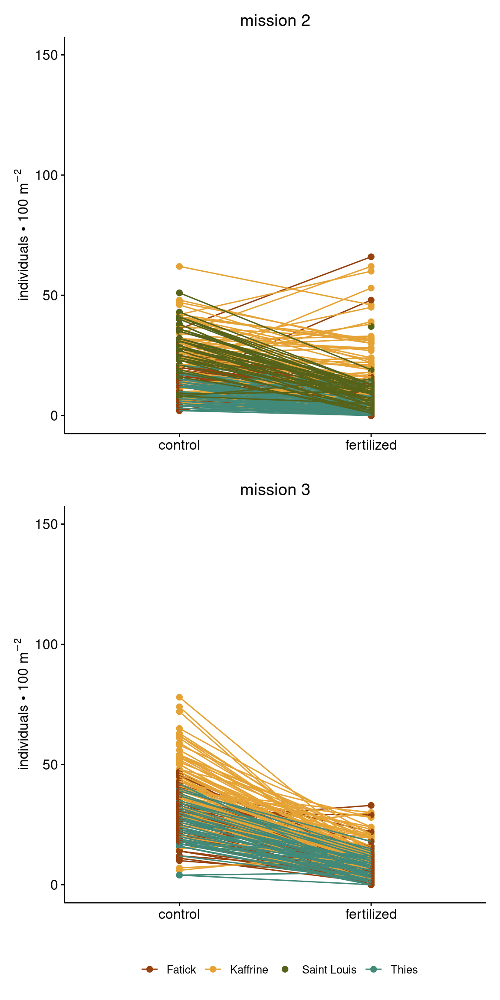 mission 2
150
100
50
0
individuals • 100 m⁻²
control fertilized
mission 3
150
100
50
0
individuals • 100 m⁻²
control fertilized
Fatick Kaffrine Saint Louis Thies